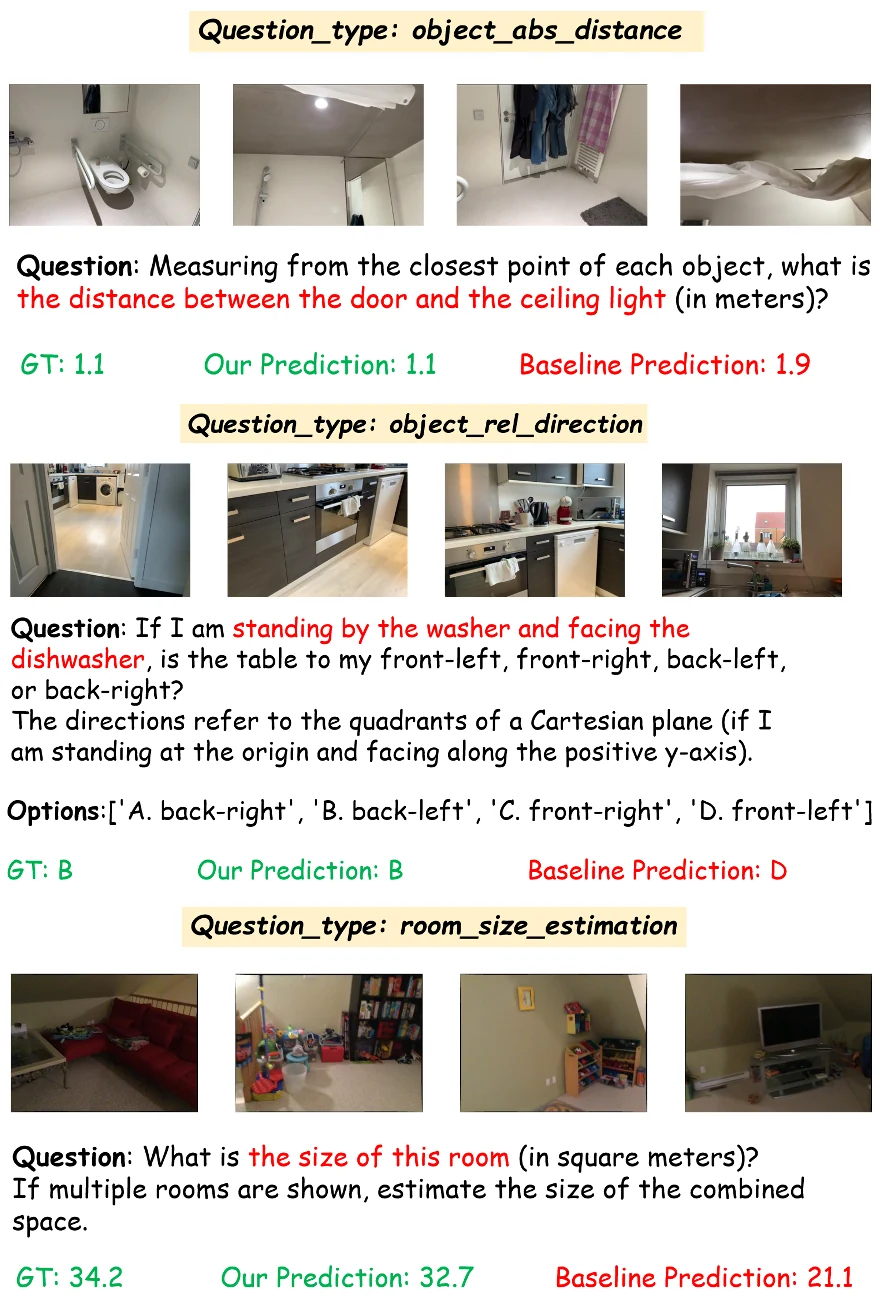 Question_type: object_abs_distance
Question: Measuring from the closest point of each object, what is
the distance between the door and the ceiling light (in meters)?
GT: 1.1 Our Prediction: 1.1 Baseline Prediction: 1.9
Question_type: object_rel_direction
Question: If I am standing by the washer and facing the
dishwasher, is the table to my front-left, front-right, back-left,
or back-right?
The directions refer to the quadrants of a Cartesian plane (if I
am standing at the origin and facing along the positive y-axis).
Options:['A. back-right', 'B. back-left', 'C. front-right', 'D. front-left']
GT: B Our Prediction: B Baseline Prediction: D
Question_type: room_size_estimation
Question: What is the size of this room (in square meters)?
If multiple rooms are shown, estimate the size of the combined
space.
GT: 34.2 Our Prediction: 32.7 Baseline Prediction: 21.1